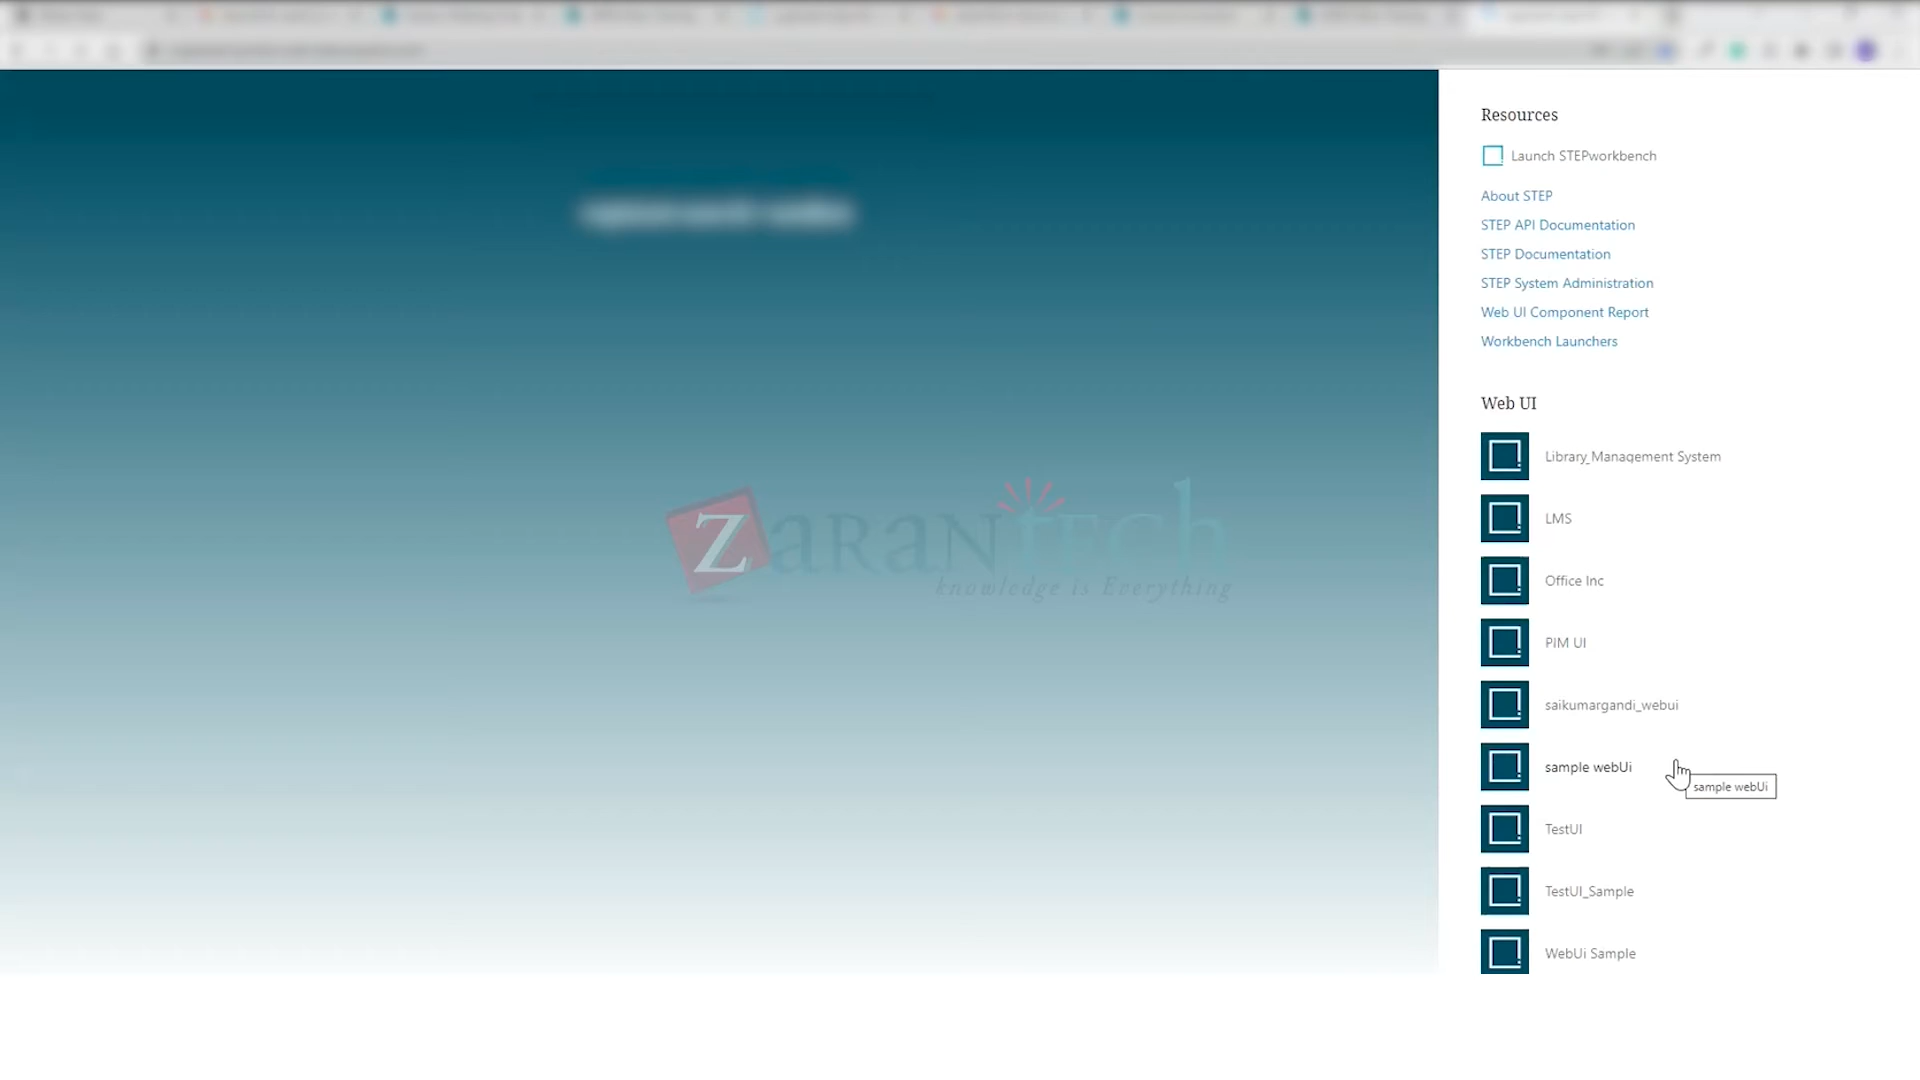 Resources
Launch STEPworkbench
About STEP
STEP API Documentation
STEP Documentation
STEP System Administration
Web UI Component Report
Workbench Launchers
Web UI
Library_Management System
LMS
Office Inc
PIM UI
saikumargandi_webui
sample webUi
sample webUi
TestUI
TestUI_Sample
WebUi Sample
ZaranTech
knowledge is Everything